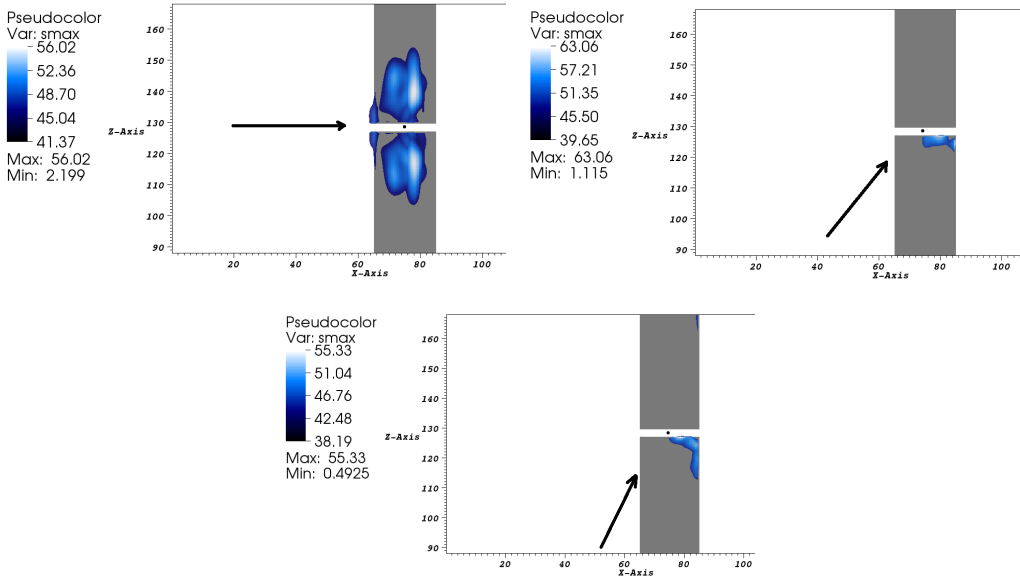 Pseudocolor
Var: smax
56.02
52.36
48.70
45.04
41.37
Max: 56.02
Min: 2.199
160
150
140
130
120
110
100
90
Z-Axis
20 40 60 80 100
X-Axis
Pseudocolor
Var: smax
63.06
57.21
51.35
45.50
39.65
Max: 63.06
Min: 1.115
160
150
140
130
120
110
100
90
Z-Axis
20 40 60 80 100
X-Axis
Pseudocolor
Var: smax
55.33
51.04
46.76
42.48
38.19
Max: 55.33
Min: 0.4925
160
150
140
130
120
110
100
90
Z-Axis
20 40 60 80 100
X-Axis